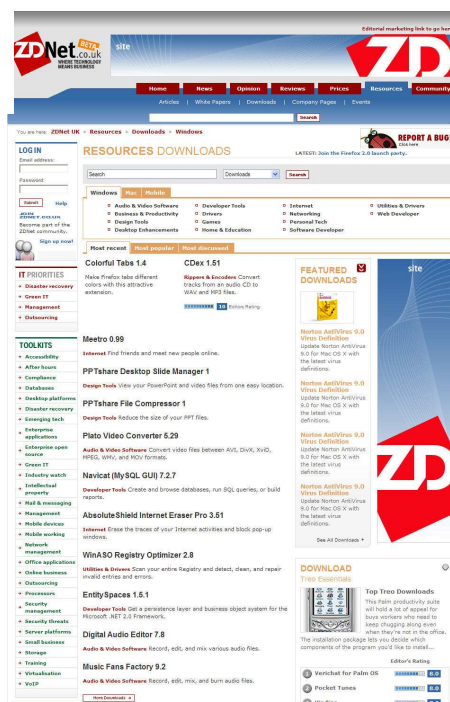 Editorial marketing link to go her
ZDNet BETA
.co.uk
WHERE TECHNOLOGY
MEANS BUSINESS
site
ZD
Home News Opinion Reviews Prices Resources Community
Articles | White Papers | Downloads | Company Pages | Events
Search
You are here: ZDNet UK > Resources > Downloads > Windows
REPORT A BUG
Click here
LATEST: Join the Firefox 2.0 launch party.
LOG IN
Email address:
Password:
Submit Help
JOIN
ZDNET.CO.UK
Become part of the
ZDNet community.
Sign up now!
IT PRIORITIES
Disaster recovery
Green IT
Management
Outsourcing
TOOLKITS
Accessibility
After hours
Compliance
Databases
Desktop platforms
Disaster recovery
Emerging tech
Enterprise
applications
Enterprise open
source
Green IT
Industry watch
Intellectual
property
Mail & messaging
Management
Mobile devices
Mobile working
Network
management
Office applications
Online business
Outsourcing
Processors
Security
management
Security threats
Server platforms
Small business
Storage
Training
Virtualisation
VoIP
RESOURCES DOWNLOADS
Search Downloads Search
Windows Mac Mobile
Audio & Video Software Developer Tools Internet Utilities & Drivers
Business & Productivity Drivers Networking Web Developer
Design Tools Games Personal Tech
Desktop Enhancements Home & Education Software Developer
Most recent Most popular Most discussed
Colorful Tabs 1.4
Make Firefox tabs different
colors with this attractive
extension.
CDex 1.51
Rippers & Encoders Convert
tracks from an audio CD to
WAV and MP3 files.
10 Editors Rating
Meetro 0.99
Internet Find friends and meet new people online.
PPTshare Desktop Slide Manager 1
Design Tools View your PowerPoint and video files from one easy location.
PPTshare File Compressor 1
Design Tools Reduce the size of your PPT files.
Plato Video Converter 5.29
Audio & Video Software Convert video files between AVI, DivX, XviD,
MPEG, WMV, and MOV formats.
Navicat (MySQL GUI) 7.2.7
Developer Tools Create and browse databases, run SQL queries, or build
reports.
AbsoluteShield Internet Eraser Pro 3.51
Internet Erase the traces of your Internet activities and block pop-up
windows.
WinASO Registry Optimizer 2.8
Utilities & Drivers Scan your entire Registry and detect, clean, and repair
invalid entries and errors.
EntitySpaces 1.5.1
Developer Tools Get a persistence layer and business object system for the
Microsoft .NET 2.0 Framework.
Digital Audio Editor 7.8
Audio & Video Software Record, edit, and mix various audio files.
Music Fans Factory 9.2
Audio & Video Software Record, edit, mix, and burn audio files.
More Downloads
FEATURED
DOWNLOADS
Norton AntiVirus 9.0
Virus Definition
Update Norton AntiVirus
9.0 for Mac OS X with
the latest virus
definitions.
Norton AntiVirus 9.0
Virus Definition
Update Norton AntiVirus
9.0 for Mac OS X with
the latest virus
definitions.
Norton AntiVirus 9.0
Virus Definition
Update Norton AntiVirus
9.0 for Mac OS X with
the latest virus
definitions.
Norton AntiVirus 9.0
Virus Definition
Update Norton AntiVirus
9.0 for Mac OS X with
the latest virus
definitions.
See All Downloads
site
ZD
DOWNLOAD
Treo Essentials
Top Treo Downloads
This Palm productivity suite
will hold a lot of appeal for
busy workers who need to
keep chugging along even
when they're not in the office.
The installation package lets you decide which
components of the program you'd like to install...
Editor's Rating
1 Verichat for Palm OS 8.0
2 Pocket Tunes 8.0